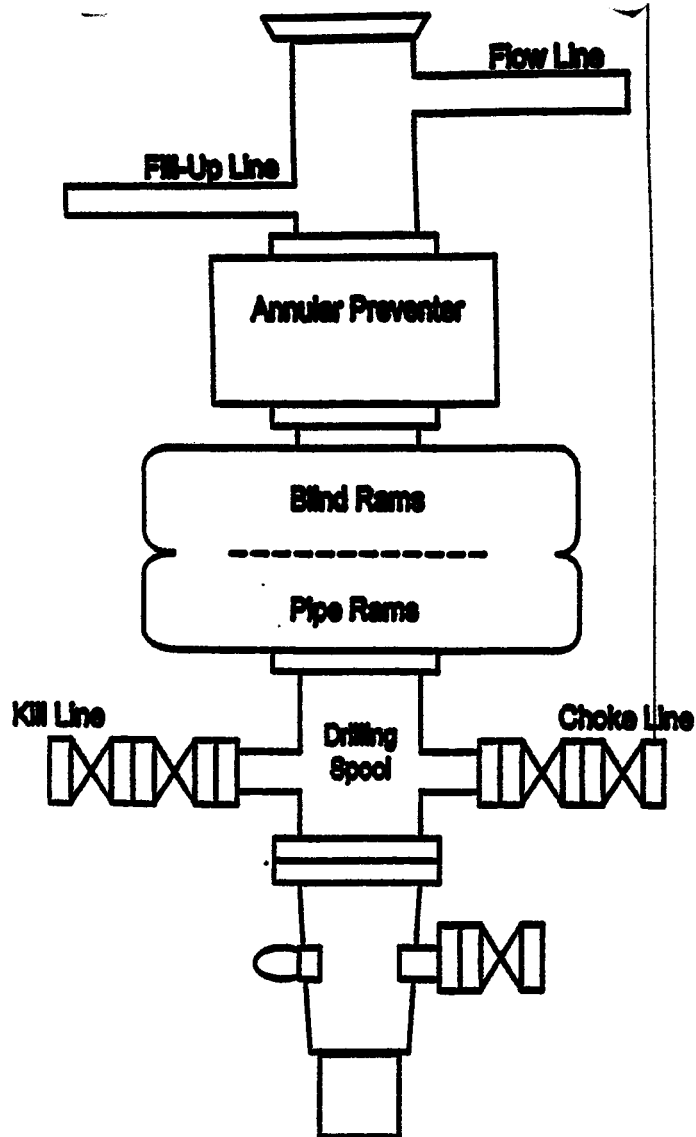 Flow Line
Fill-Up Line
Annular Preventer
Blind Rams
Pipe Rams
Kill Line
Choke Line
Drilling
Spool